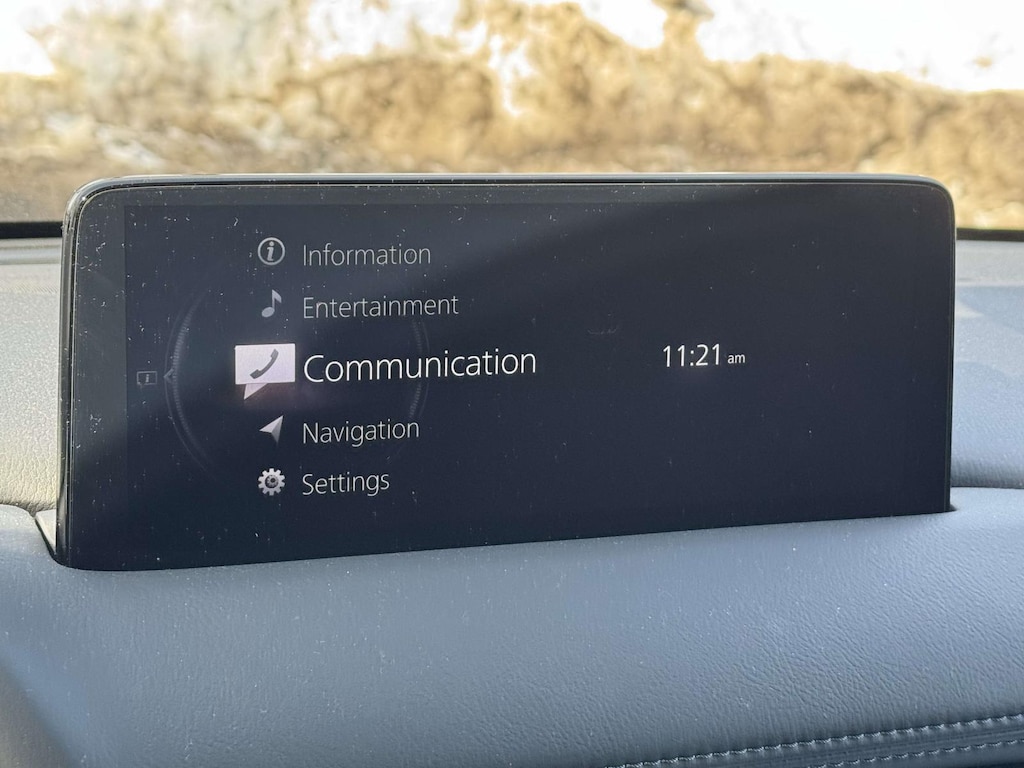 Information
Entertainment
Communication
11:21 am
Navigation
Settings